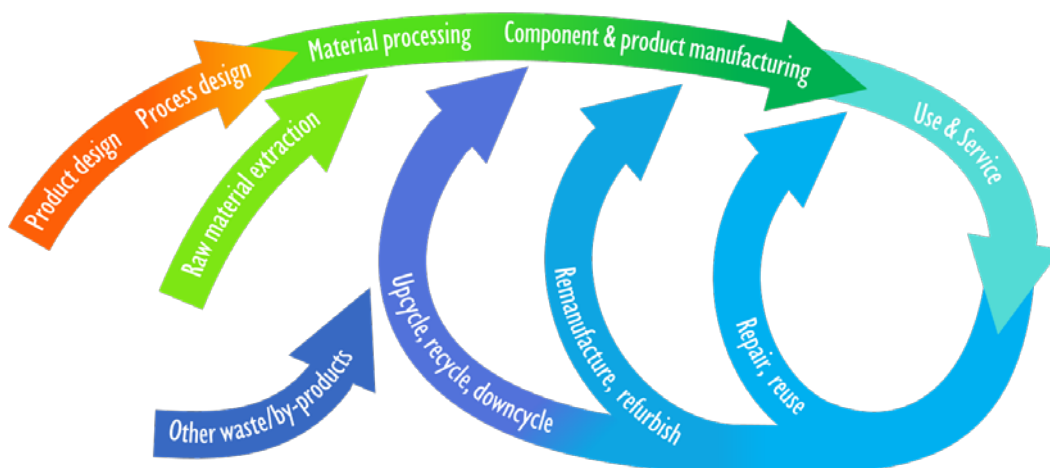 Product design
Process design
Material processing
Component & product manufacturing
Use & Service
Raw material extraction
Other waste/by-products
Upcycle, recycle, downcycle
Remanufacture, refurbish
Repair, reuse